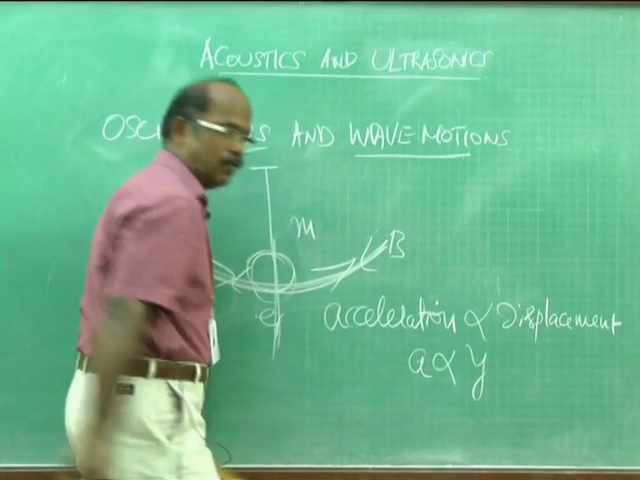 ACOUSTICS AND ULTRASONICS
AND WAVE MOTIONS
m
B
acceleration ∝ Displacement
a ∝ y